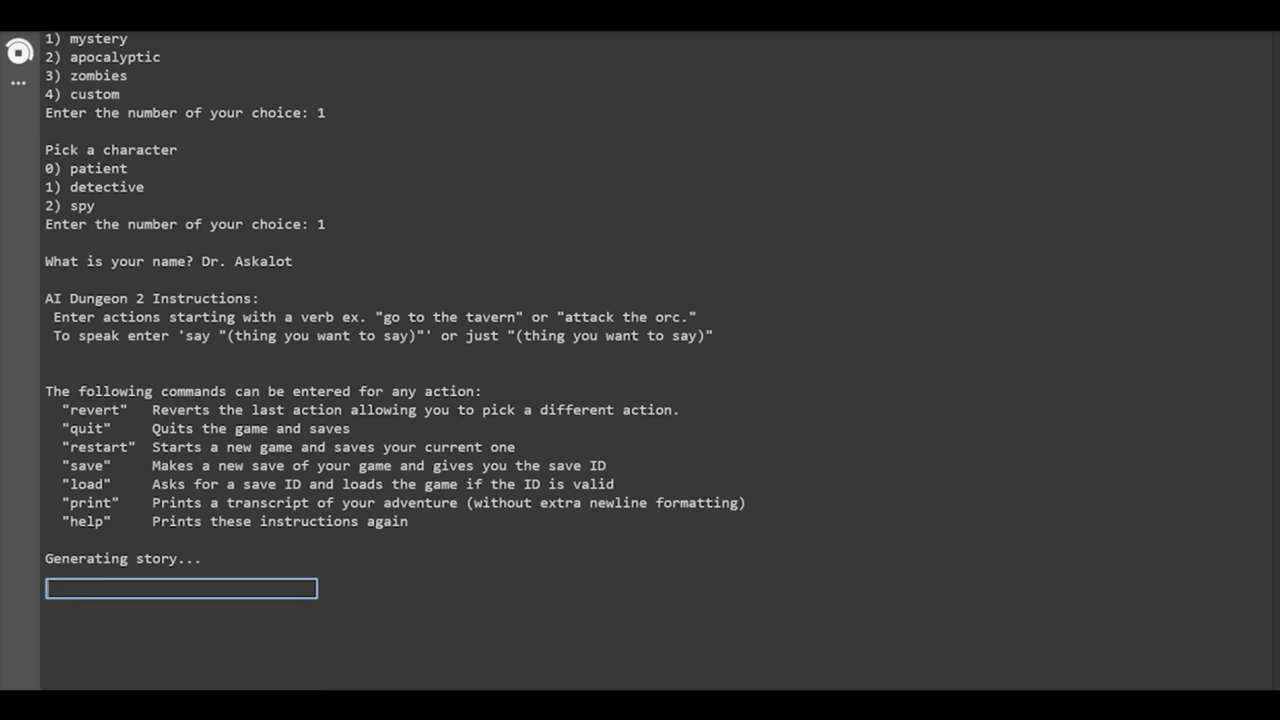 1) mystery
2) apocalyptic
3) zombies
4) custom
Enter the number of your choice: 1
Pick a character
0) patient
1) detective
2) spy
Enter the number of your choice: 1
What is your name? Dr. Askalot
AI Dungeon 2 Instructions:
Enter actions starting with a verb ex. "go to the tavern" or "attack the orc."
To speak enter 'say "(thing you want to say)"' or just "(thing you want to say)"
The following commands can be entered for any action:
"revert" Reverts the last action allowing you to pick a different action.
"quit" Quits the game and saves
"restart" Starts a new game and saves your current one
"save" Makes a new save of your game and gives you the save ID
"load" Asks for a save ID and loads the game if the ID is valid
"print" Prints a transcript of your adventure (without extra newline formatting)
"help" Prints these instructions again
Generating story...